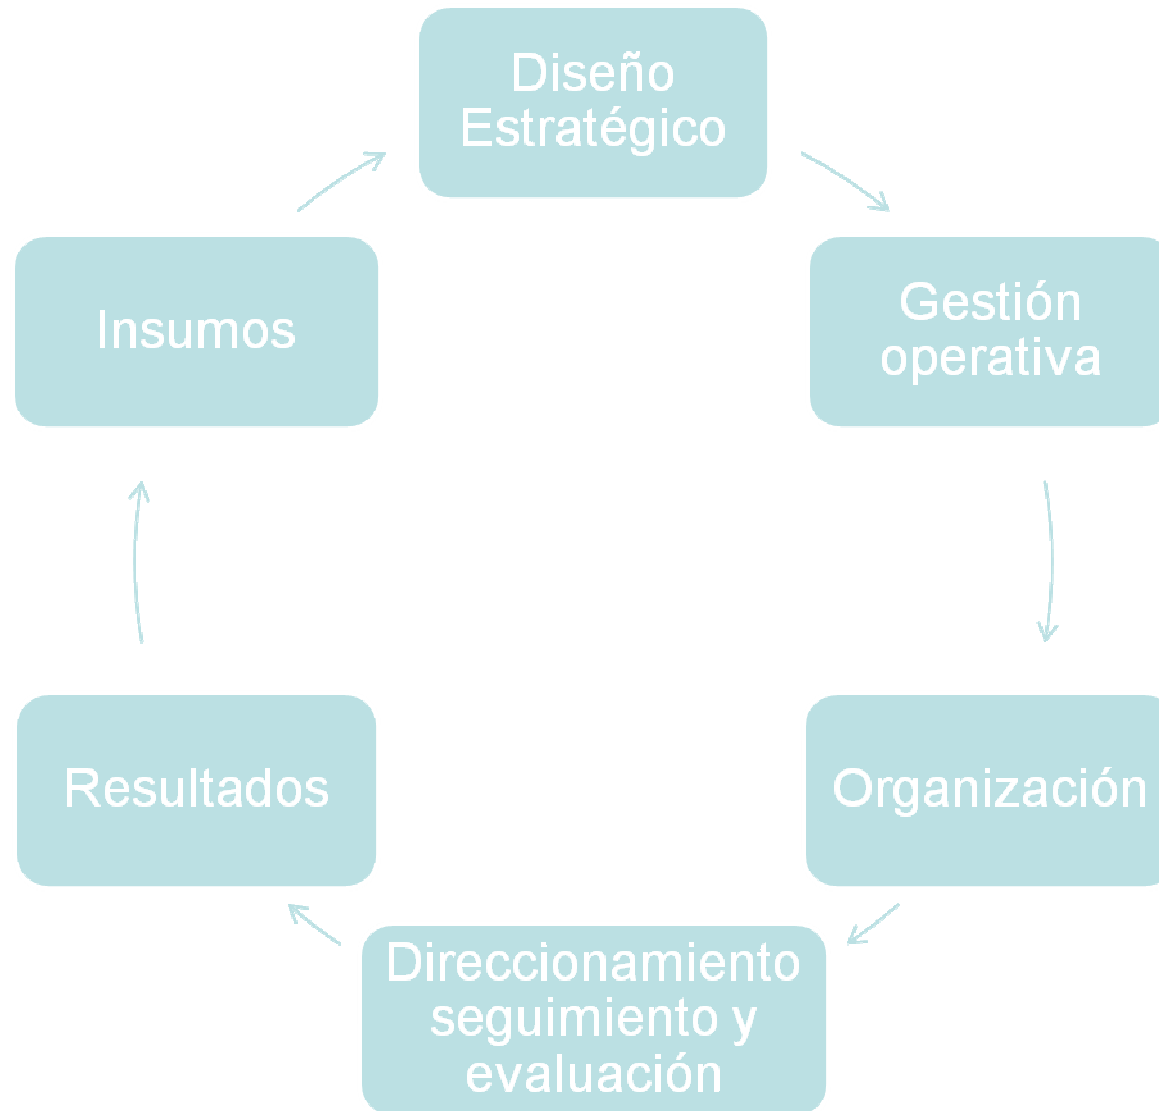 Diseño
Estratégico
Gestión
operativa
Organización
Direccionamiento
seguimiento y
evaluación
Resultados
Insumos